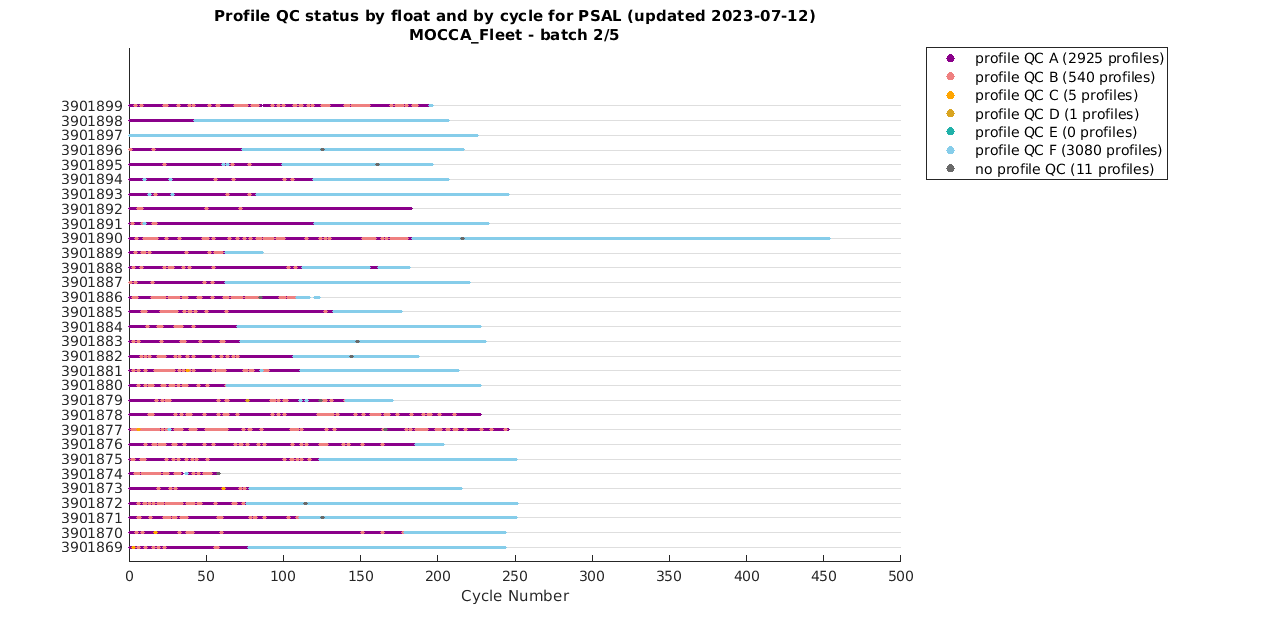 Profile QC status by float and by cycle for PSAL (updated 2023-07-12)
MOCCA_Fleet - batch 2/5
profile QC A (2925 profiles)
profile QC B (540 profiles)
profile QC C (5 profiles)
profile QC D (1 profiles)
profile QC E (0 profiles)
profile QC F (3080 profiles)
no profile QC (11 profiles)
3901899
3901898
3901897
3901896
3901895
3901894
3901893
3901892
3901891
3901890
3901889
3901888
3901887
3901886
3901885
3901884
3901883
3901882
3901881
3901880
3901879
3901878
3901877
3901876
3901875
3901874
3901873
3901872
3901871
3901870
3901869
0 50 100 150 200 250 300 350 400 450 500
Cycle Number